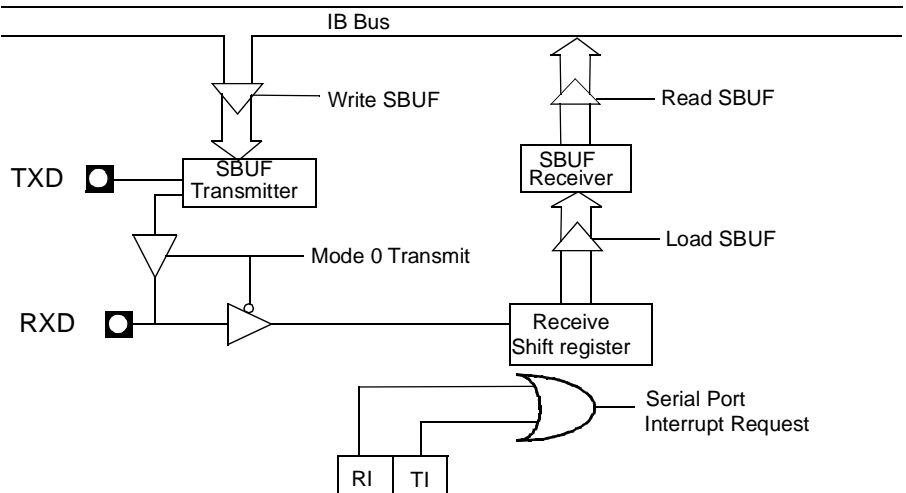 IB Bus
Write SBUF
Read SBUF
SBUF
Transmitter
SBUF
Receiver
TXD
Load SBUF
Mode 0 Transmit
RXD
Receive
Shift register
Serial Port
Interrupt Request
RI
TI